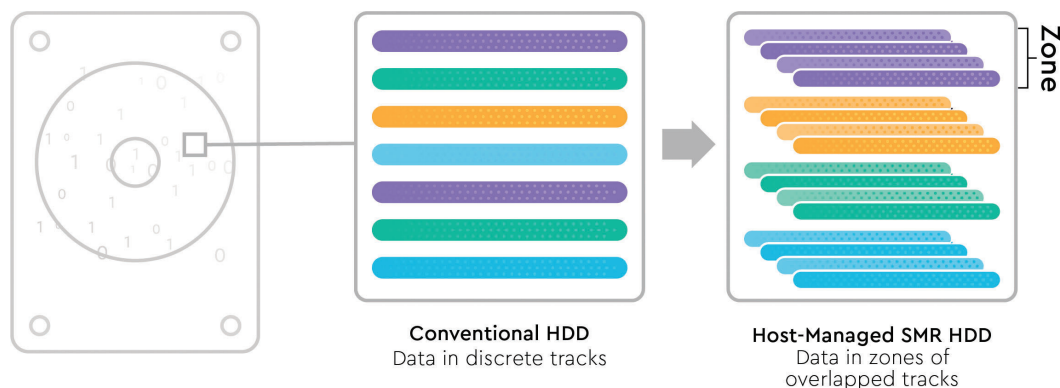 Zone
Conventional HDD
Data in discrete tracks
Host-Managed SMR HDD
Data in zones of
overlapped tracks